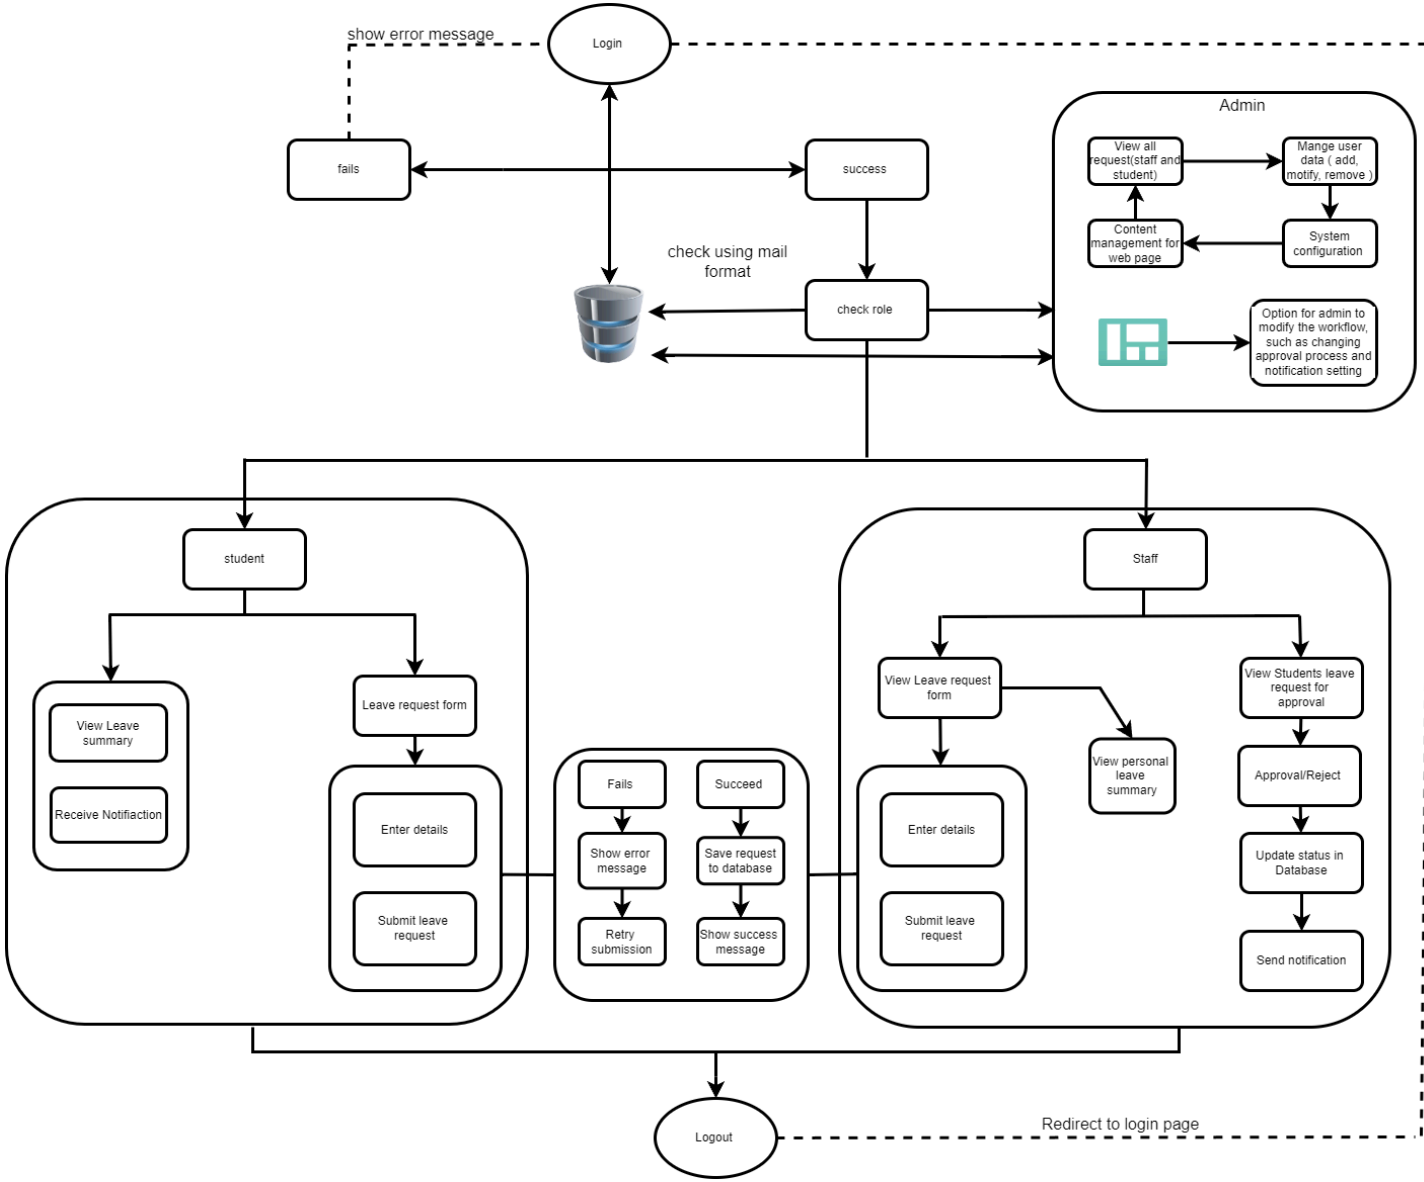 show error message
Login
Admin
fails
success
View all
request(staff and
student)
Mange user
data ( add,
motify, remove )
Content
management for
web page
System
configuration
check using mail
format
check role
Option for admin to
modify the workflow,
such as changing
approval process and
notification setting
student
Staff
View Leave
summary
Receive Notifiaction
Leave request form
Enter details
Submit leave
request
Fails
Show error
message
Retry
submission
Succeed
Save request
to database
Show success
message
View Leave request
form
Enter details
Submit leave
request
View personal
leave
summary
View Students leave
request for
approval
Approval/Reject
Update status in
Database
Send notification
Logout
Redirect to login page